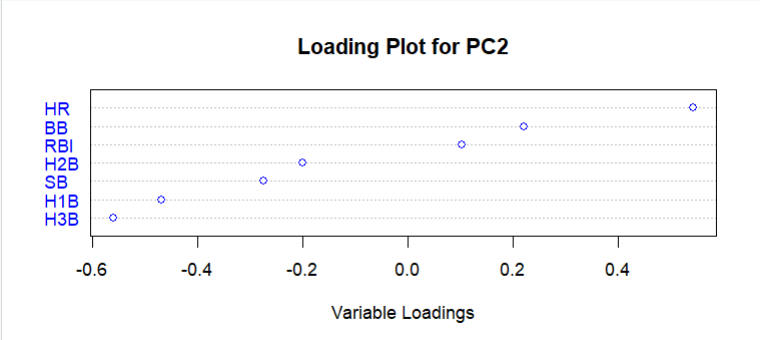 Loading Plot for PC2
HR
BB
RBI
H2B
SB
H1B
H3B
-0.6 -0.4 -0.2 0.0 0.2 0.4
Variable Loadings